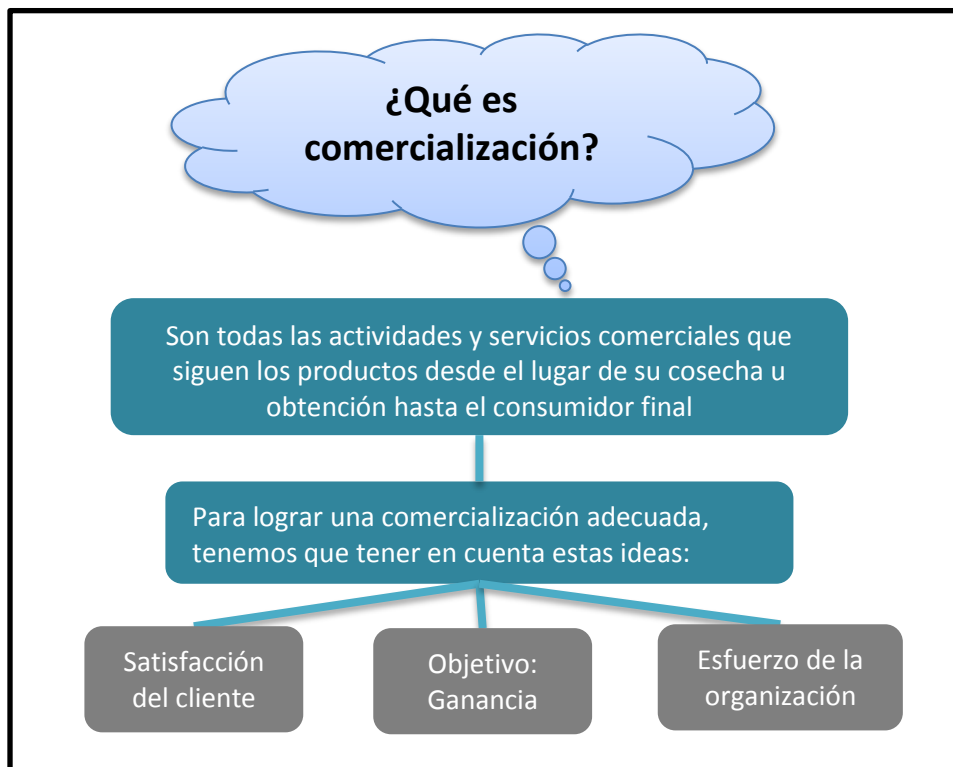 ¿Qué es
comercialización?
Son todas las actividades y servicios comerciales que
siguen los productos desde el lugar de su cosecha u
obtención hasta el consumidor final
Para lograr una comercialización adecuada,
tenemos que tener en cuenta estas ideas:
Satisfacción
del cliente
Objetivo:
Ganancia
Esfuerzo de la
organización